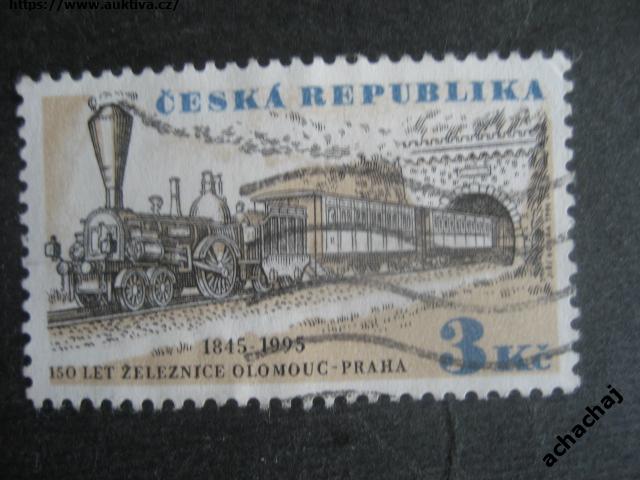 https://www.auktiva.cz/
ČESKÁ REPUBLIKA
1845-1995
150 LET ŽELEZNICE OLOMOUC-PRAHA
3 Kč
achachaj